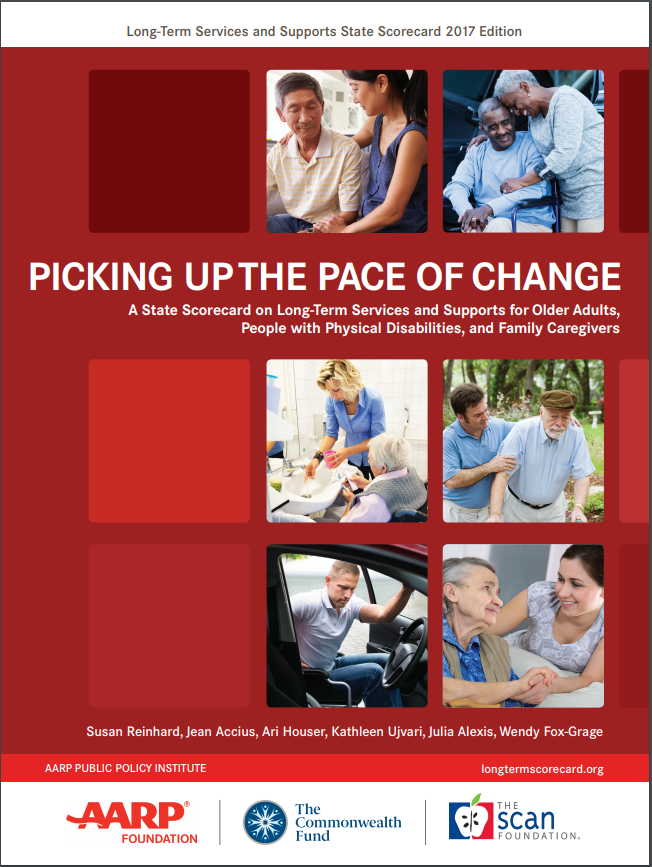 Long-Term Services and Supports State Scorecard 2017 Edition
PICKING UP THE PACE OF CHANGE
A State Scorecard on Long-Term Services and Supports for Older Adults,
People with Physical Disabilities, and Family Caregivers
Susan Reinhard, Jean Accius, Ari Houser, Kathleen Ujvari, Julia Alexis, Wendy Fox-Grage
AARP PUBLIC POLICY INSTITUTE
longtermscorecard.org
AARP®
FOUNDATION
The
Commonwealth
Fund
THE
scan
FOUNDATION.